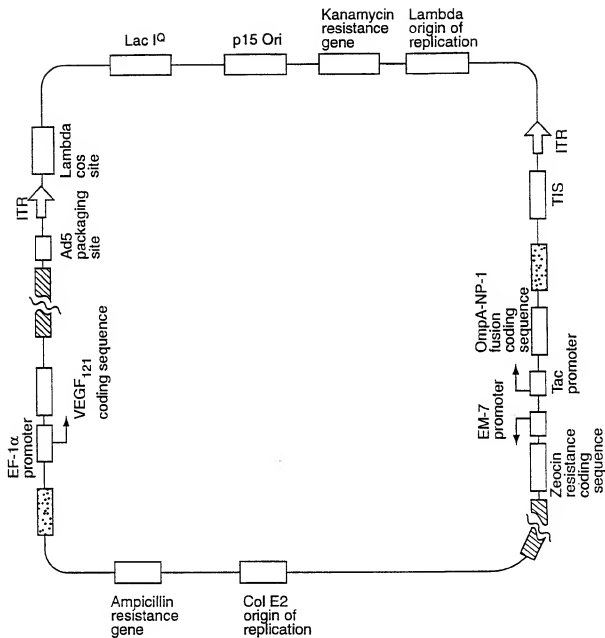 Lac I^Q
p15 Ori
Kanamycin
resistance
gene
Lambda
origin of
replication
Lambda
cos
site
ITR
Ad5
packaging
site
VEGF121
coding sequence
EF-1α
promoter
Ampicillin
resistance
gene
Col E2
origin of
replication
ITR
TIS
OmpA-NP-1
fusion
coding
sequence
Tac
promoter
EM-7
promoter
Zeocin
resistance
coding
sequence